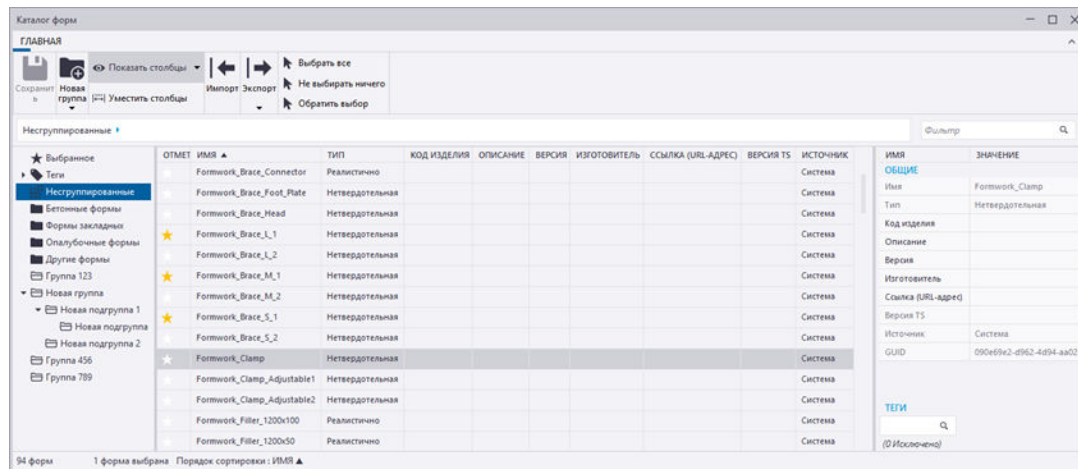 Каталог форм
ГЛАВНАЯ
Сохранить
Новая группа
Показать столбцы
Уместить столбцы
Импорт
Экспорт
Выбрать все
Не выбирать ничего
Обратить выбор
Несгруппированные
Фильтр
Выбранное
Теги
Несгруппированные
Бетонные формы
Формы закладных
Опалубочные формы
Другие формы
Группа 123
Новая группа
Новая подгруппа 1
Новая подгруппа
Новая подгруппа 2
Группа 456
Группа 789
ОТМЕТ ИМЯ ▲ ТИП КОД ИЗДЕЛИЯ ОПИСАНИЕ ВЕРСИЯ ИЗГОТОВИТЕЛЬ ССЫЛКА (URL-АДРЕС) ВЕРСИЯ TS ИСТОЧНИК
Formwork_Brace_Connector Реалистично Система
Formwork_Brace_Foot_Plate Нетвердотельная Система
Formwork_Brace_Head Нетвердотельная Система
Formwork_Brace_L_1 Нетвердотельная Система
Formwork_Brace_L_2 Нетвердотельная Система
Formwork_Brace_M_1 Нетвердотельная Система
Formwork_Brace_M_2 Нетвердотельная Система
Formwork_Brace_S_1 Нетвердотельная Система
Formwork_Brace_S_2 Нетвердотельная Система
Formwork_Clamp Нетвердотельная Система
Formwork_Clamp_Adjustable1 Нетвердотельная Система
Formwork_Clamp_Adjustable2 Нетвердотельная Система
Formwork_Filler_1200x100 Реалистично Система
Formwork_Filler_1200x50 Реалистично Система
ИМЯ ЗНАЧЕНИЕ
ОБЩИЕ
Имя Formwork_Clamp
Тип Нетвердотельная
Код изделия
Описание
Версия
Изготовитель
Ссылка (URL-адрес)
Версия TS
Источник Система
GUID 090e69e2-d962-4d94-aa02
ТЕГИ
(0 Исключено)
94 форм 1 форма выбрана Порядок сортировки : ИМЯ ▲